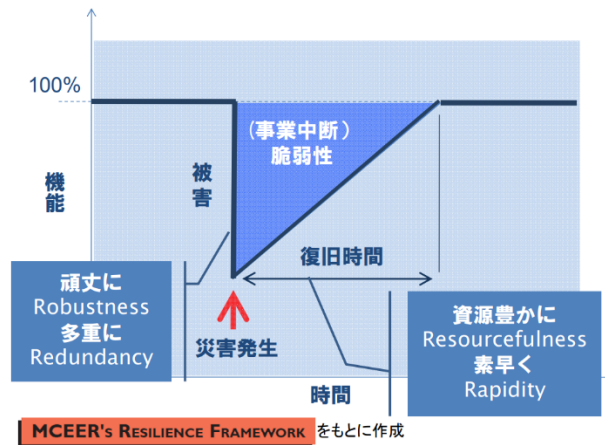 100%
機能
被害
(事業中断)
脆弱性
復旧時間
頑丈に
Robustness
多重に
Redundancy
災害発生
資源豊かに
Resourcefulness
素早く
Rapidity
時間
MCEER's RESILIENCE FRAMEWORK をもとに作成